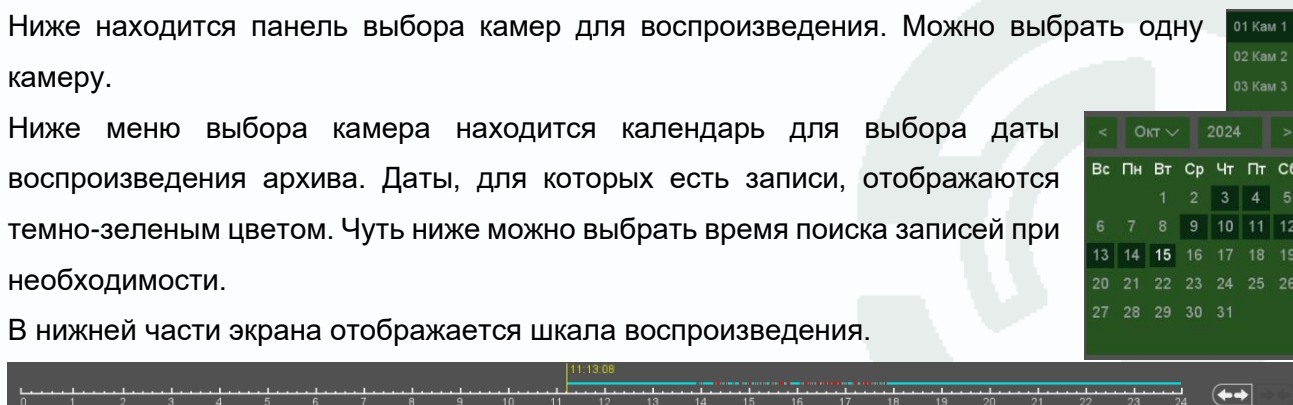 Ниже находится панель выбора камер для воспроизведения. Можно выбрать одну
камеру.
01 Кам 1
02 Кам 2
03 Кам 3
Ниже меню выбора камера находится календарь для выбора даты
воспроизведения архива. Даты, для которых есть записи, отображаются
темно-зеленым цветом. Чуть ниже можно выбрать время поиска записей при
необходимости.
< Окт 2024 >
Вс Пн Вт Ср Чт Пт Сб
1 2 3 4 5
6 7 8 9 10 11 12
13 14 15 16 17 18 19
20 21 22 23 24 25 26
27 28 29 30 31
В нижней части экрана отображается шкала воспроизведения.
11:13:08
0 1 2 3 4 5 6 7 8 9 10 11 12 13 14 15 16 17 18 19 20 21 22 23 24